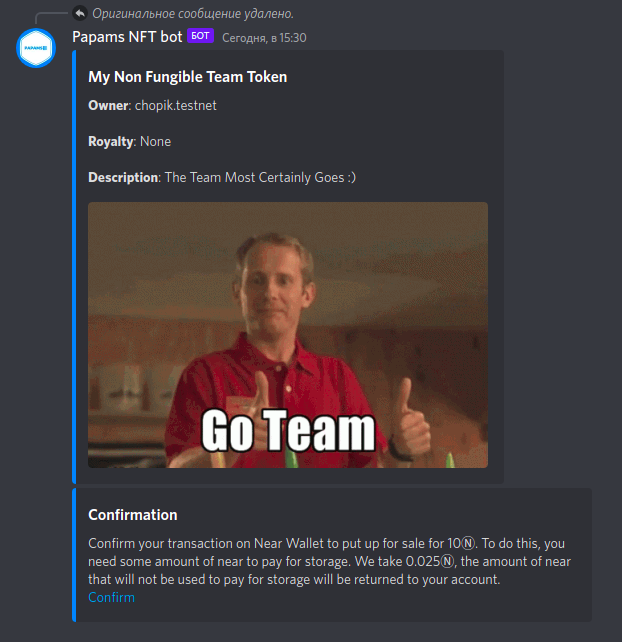 Оригинальное сообщение удалено.
PAPAMS
Papams NFT bot БОТ Сегодня, в 15:30
My Non Fungible Team Token
Owner: chopik.testnet
Royalty: None
Description: The Team Most Certainly Goes :)
Go Team
Confirmation
Confirm your transaction on Near Wallet to put up for sale for 10Ⓝ. To do this, you
need some amount of near to pay for storage. We take 0.025Ⓝ, the amount of near
that will not be used to pay for storage will be returned to your account.
Confirm